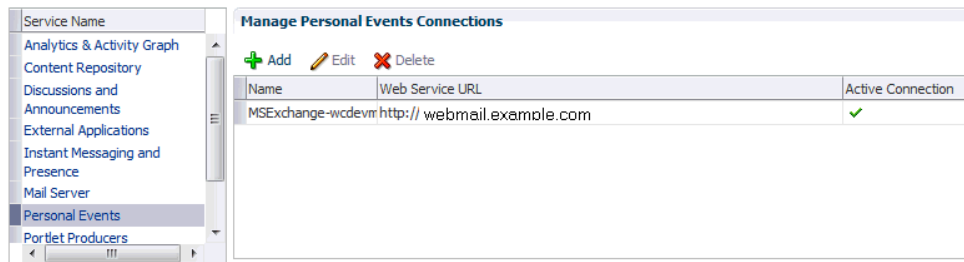 Service Name
Analytics & Activity Graph
Content Repository
Discussions and
Announcements
External Applications
Instant Messaging and
Presence
Mail Server
Personal Events
Portlet Producers
Manage Personal Events Connections
Add Edit Delete
Name Web Service URL Active Connection
MSExchange-wcdevm http:// webmail.example.com